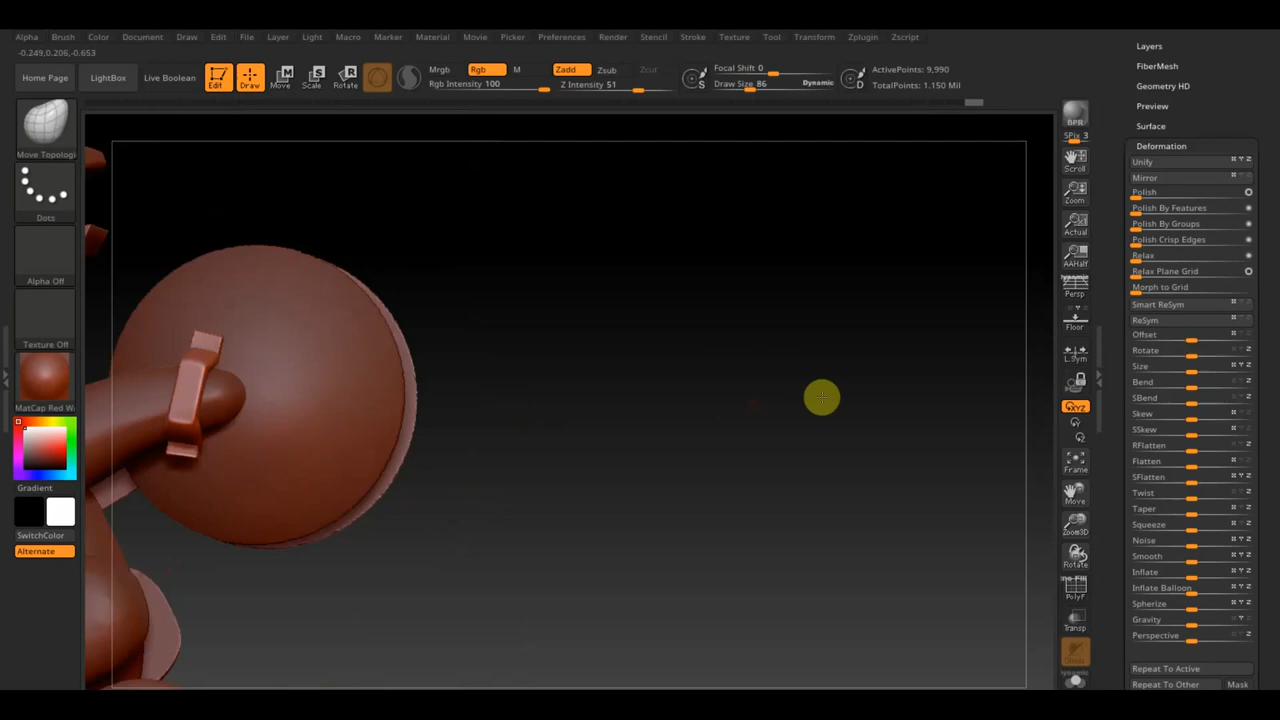 Alpha Brush Color Document Draw Edit File Layer Light Macro Marker Material Movie Picker Preferences Render Stencil Stroke Texture Tool Transform Zplugin Zscript
-0.249,0.206,-0.653
Home Page LightBox Live Boolean Edit Draw Move Scale Rotate
Mrgb Rgb M Zadd Zsub Zcut
Rgb Intensity 100 Z Intensity 51
Focal Shift 0
Draw Size 86 Dynamic
ActivePoints: 9,990
TotalPoints: 1.150 Mil
Move Topologi
Dots
Alpha Off
Texture Off
MatCap Red W
Gradient
SwitchColor
Alternate
BPR
SPix 3
Scroll
Zoom
Actual
AAHalf
Persp
Floor
L.Sym
XYZ
Frame
Move
Zoom3D
Rotate
PolyF
Transp
Layers
FiberMesh
Geometry HD
Preview
Surface
Deformation
Unify
Mirror
Polish
Polish By Features
Polish By Groups
Polish Crisp Edges
Relax
Relax Plane Grid
Morph to Grid
Smart ReSym
ReSym
Offset
Rotate
Size
Bend
SBend
Skew
SSkew
RFlatten
Flatten
SFlatten
Twist
Taper
Squeeze
Noise
Smooth
Inflate
Inflate Balloon
Spherize
Gravity
Perspective
Repeat To Active
Repeat To Other Mask